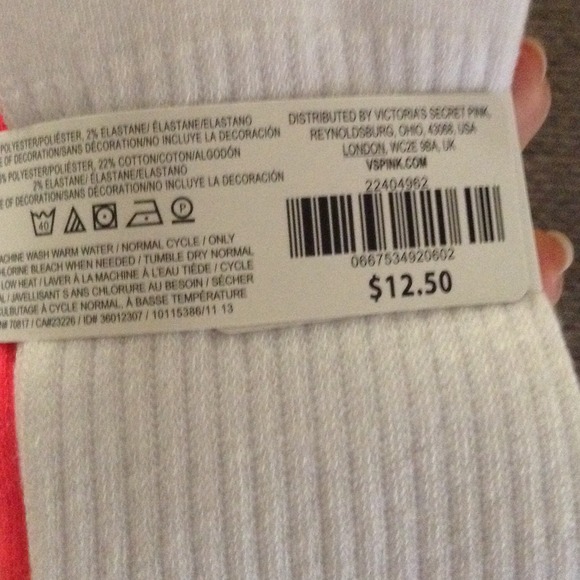 POLYESTER/POLIÉSTER, 2% ELASTANE/ ÉLASTANE/ELASTANO
OF DECORATION/SANS DÉCORATION/NO INCLUYE LA DECORACIÓN
POLYESTER/POLIÉSTER, 22% COTTON/COTON/ALGODÓN
2% ELASTANE/ ÉLASTANE/ELASTANO
OF DECORATION/SANS DÉCORATION/NO INCLUYE LA DECORACIÓN
40
P
MACHINE WASH WARM WATER / NORMAL CYCLE / ONLY
CHLORINE BLEACH WHEN NEEDED / TUMBLE DRY NORMAL
LOW HEAT / LAVER À LA MACHINE À L'EAU TIÈDE / CYCLE
/JAVELLISANT SANS CHLORURE AU BESOIN / SÉCHER
CULBUTAGE À CYCLE NORMAL, À BASSE TEMPÉRATURE
70817 / CA#23226 / ID# 36012307 / 10115386/11 13
DISTRIBUTED BY VICTORIA'S SECRET PINK,
REYNOLDSBURG, OHIO, 43068, USA
LONDON, WC2E 9BA, UK
VSPINK.COM
22404962
0667534920602
$12.50